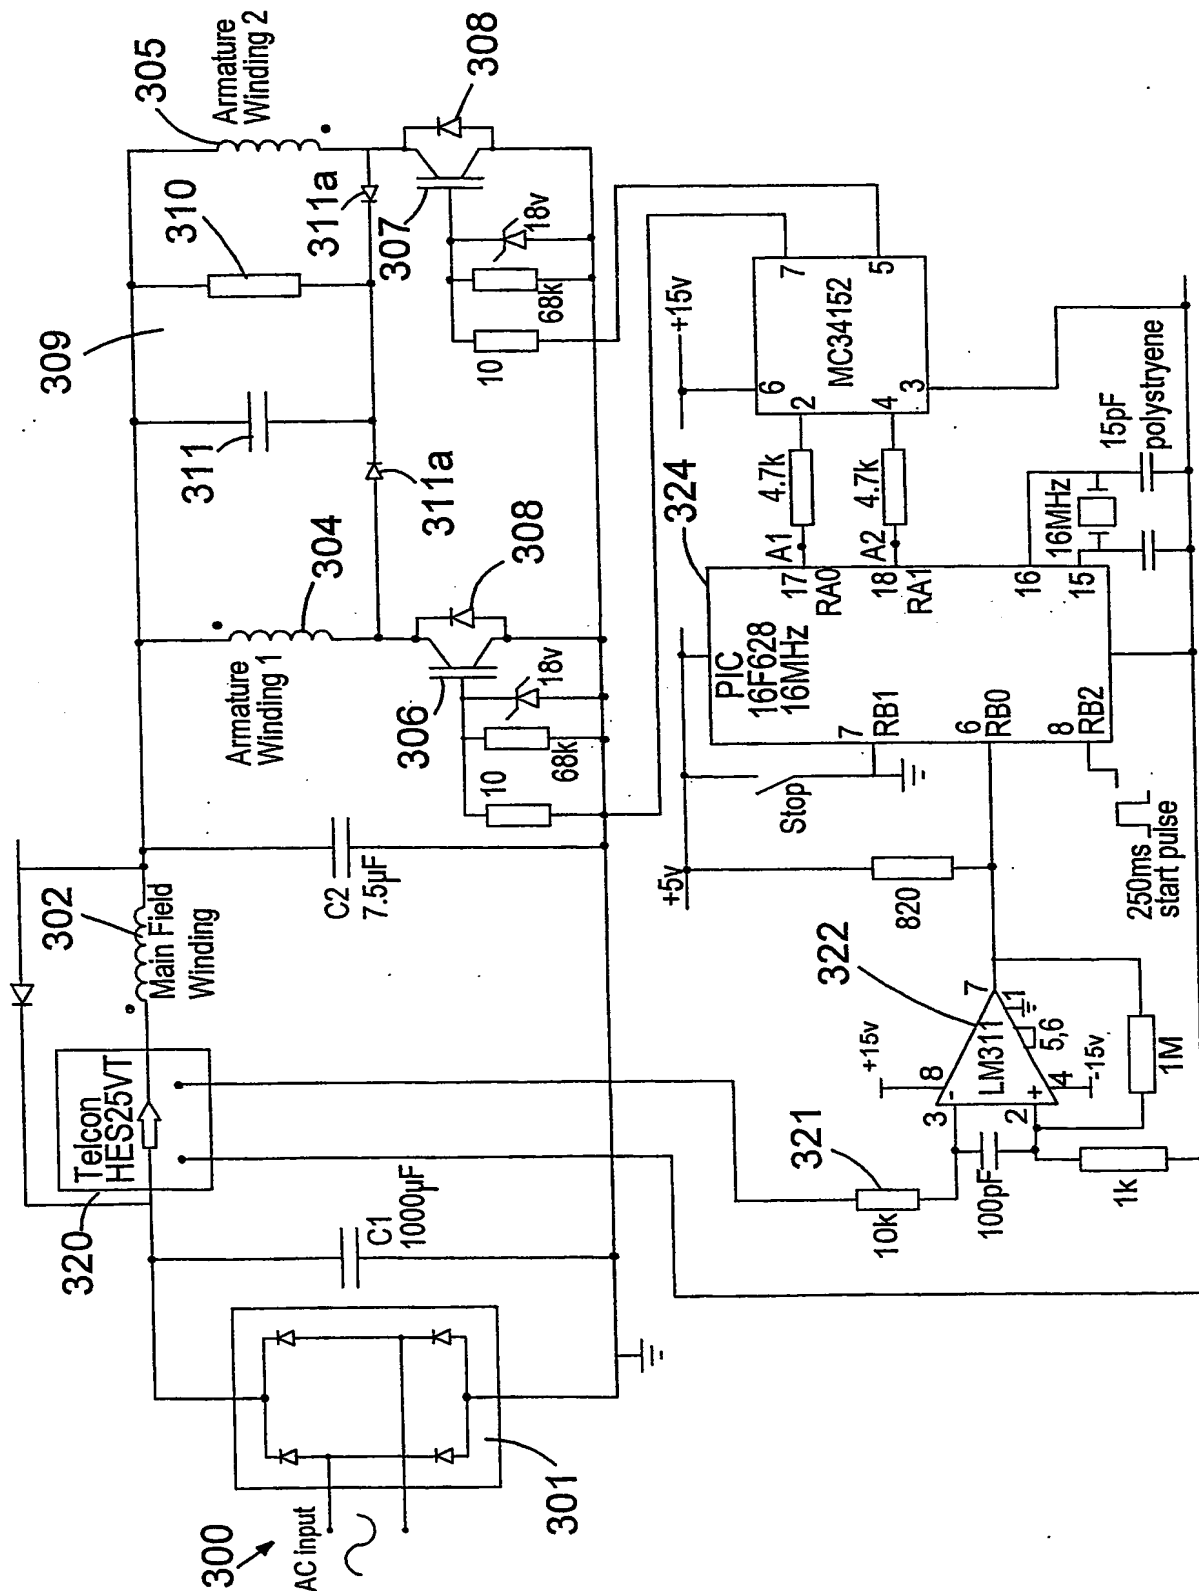 300
AC input
301
320
Telcon
HES25VT
C1
1000µF
302
Main Field
Winding
C2
7.5µF
Armature
Winding 1
304
306
308
10
68k
18v
311
311a
309
310
311a
305
Armature
Winding 2
307
308
10
68k
18v
321
10k
100pF
1k
322
LM311
3
-
2
+
8
+15v
4
-15v
5,6
1
7
1M
+5v
820
Stop
250ms
start pulse
324
PIC
16F628
16MHz
7
RB1
6
RB0
8
RB2
17
RA0
18
RA1
16
15
A1
A2
4.7k
4.7k
16MHz
15pF
polystryene
+15v
MC34152
6
2
4
3
7
5